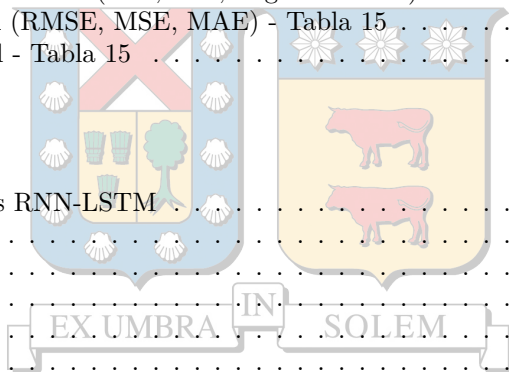 (RMSE, MSE, MAE) - Tabla 15 . . . . . .
- Tabla 15 . . . . . . . . . . . . . . . . .
RNN-LSTM . . . . . . . . . . . . . . . .
. . . . . . . . . . . . . . . . . . . . . . . .
. . . . . . . . . . . . . . . . . . . . . . . .
. . . . . . . . . . . . . . . . . . . . . . . .
IN
EX UMBRA SOLEM
. . . . . . . . . . . . . . . . . . . . . . . .
. . . . . . . . . . . . . . . . . . . . . . . .